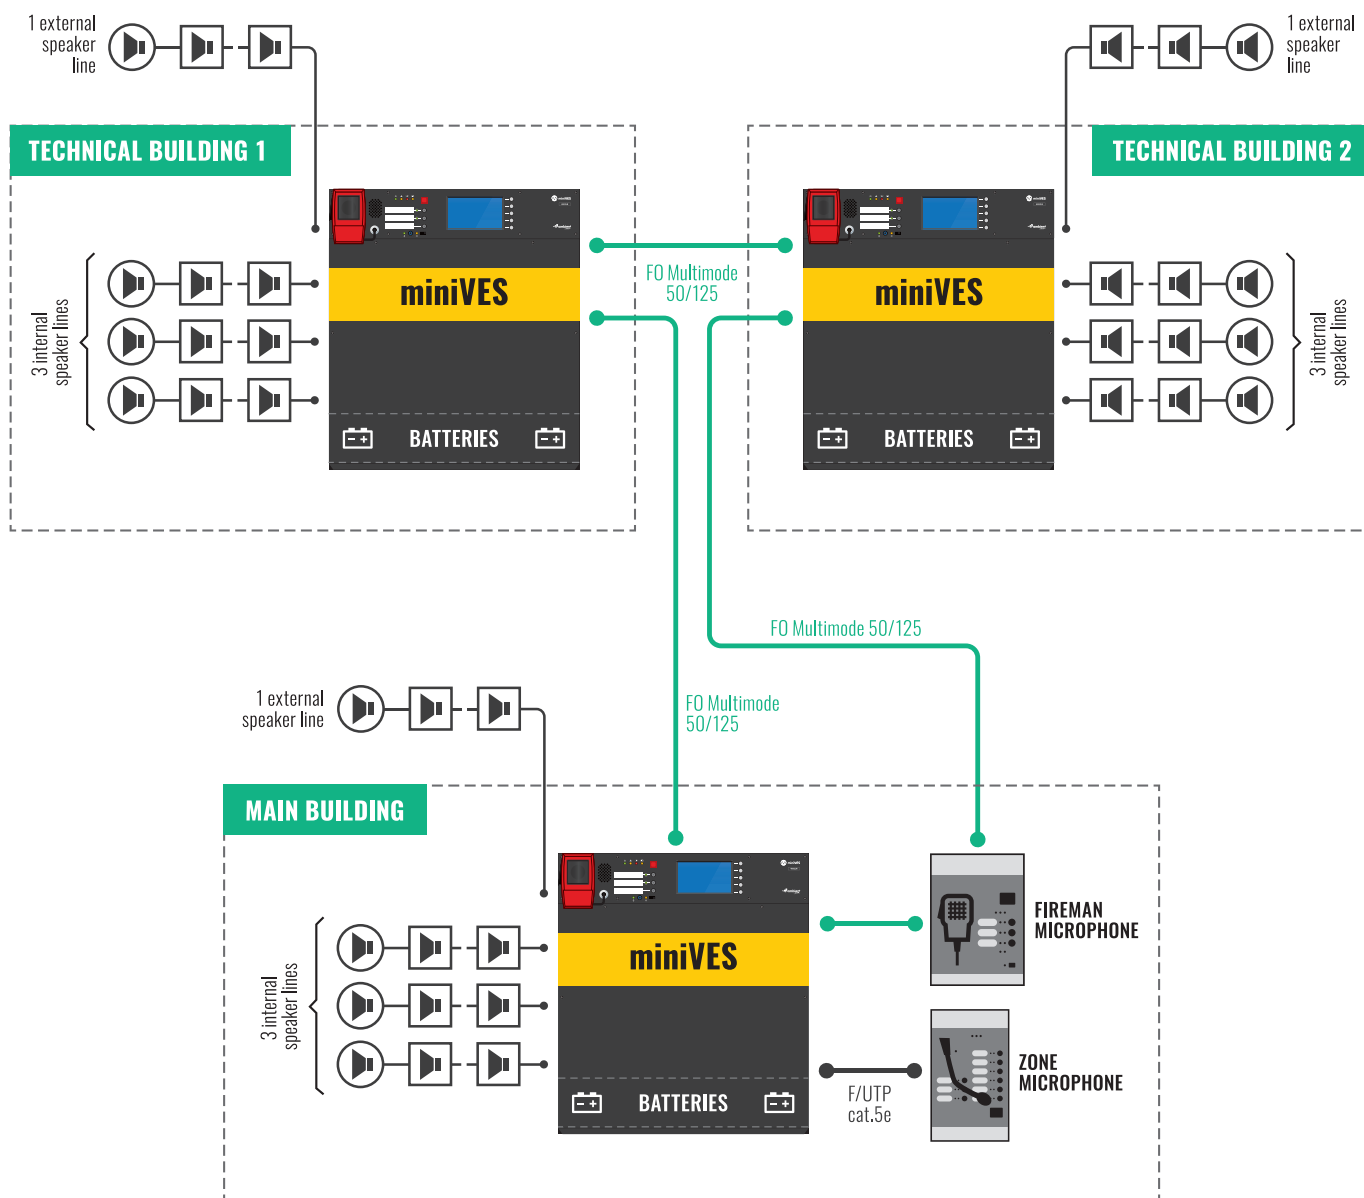 1 external
speaker
line
1 external
speaker
line
TECHNICAL BUILDING 1
TECHNICAL BUILDING 2
miniVES
miniVES
FO Multimode
50/125
miniVES
miniVES
3 internal
speaker lines
3 internal
speaker lines
BATTERIES
BATTERIES
FO Multimode 50/125
1 external
speaker line
FO Multimode
50/125
MAIN BUILDING
miniVES
FIREMAN
MICROPHONE
miniVES
3 internal
speaker lines
ZONE
MICROPHONE
F/UTP
cat.5e
BATTERIES